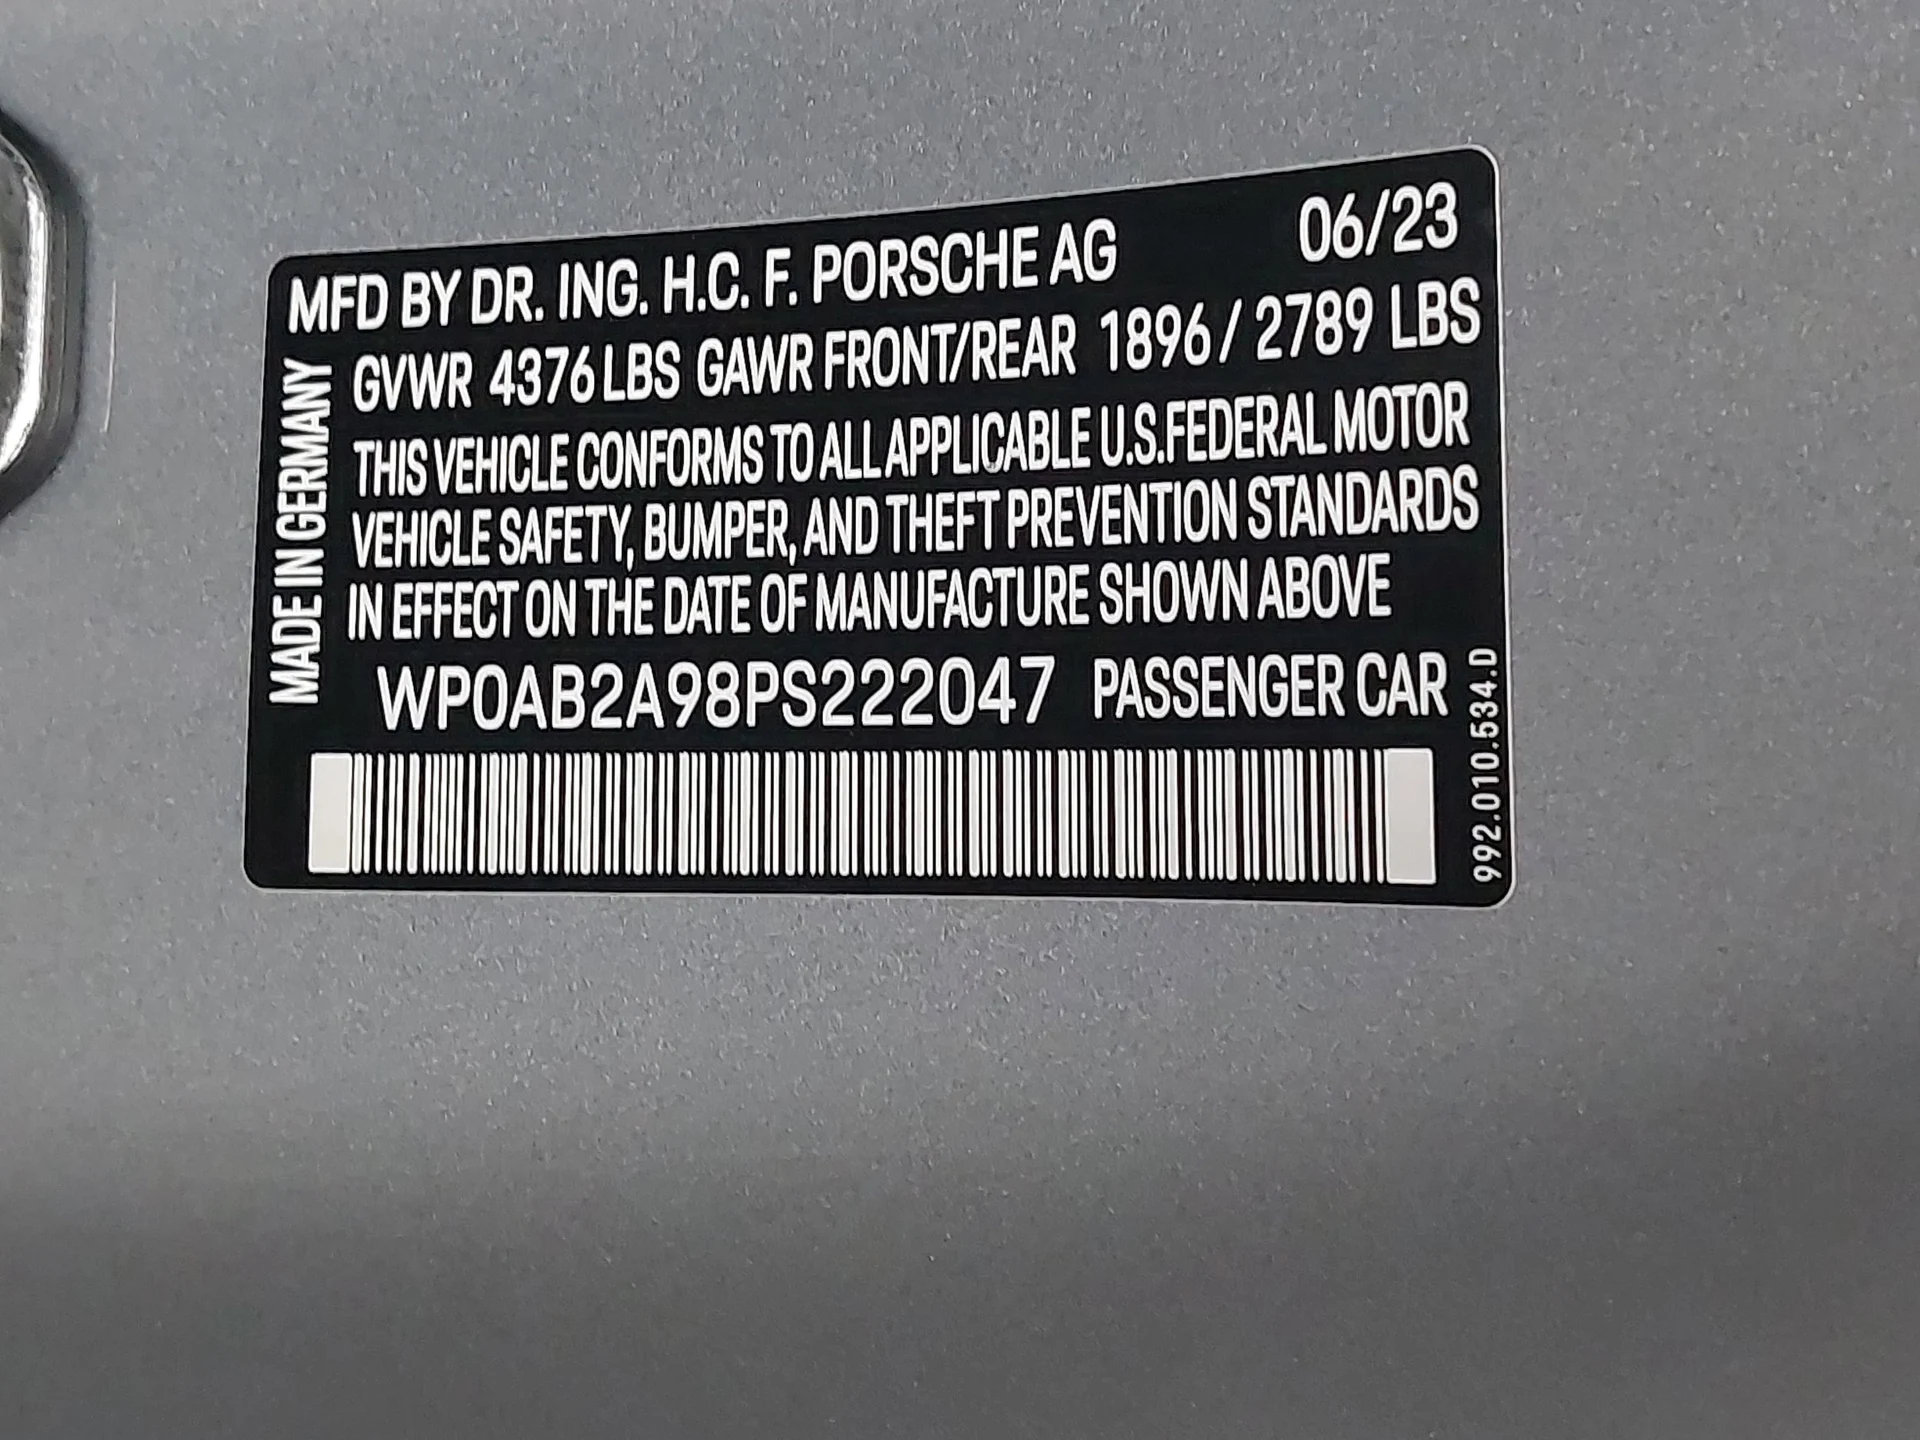 MFD BY DR. ING. H.C. F. PORSCHE AG 06/23
GVWR 4376 LBS GAWR FRONT/REAR 1896 / 2789 LBS
THIS VEHICLE CONFORMS TO ALL APPLICABLE U.S.FEDERAL MOTOR
VEHICLE SAFETY, BUMPER, AND THEFT PREVENTION STANDARDS
IN EFFECT ON THE DATE OF MANUFACTURE SHOWN ABOVE
MADE IN GERMANY
WP0AB2A98PS222047 PASSENGER CAR
992.010.534.D